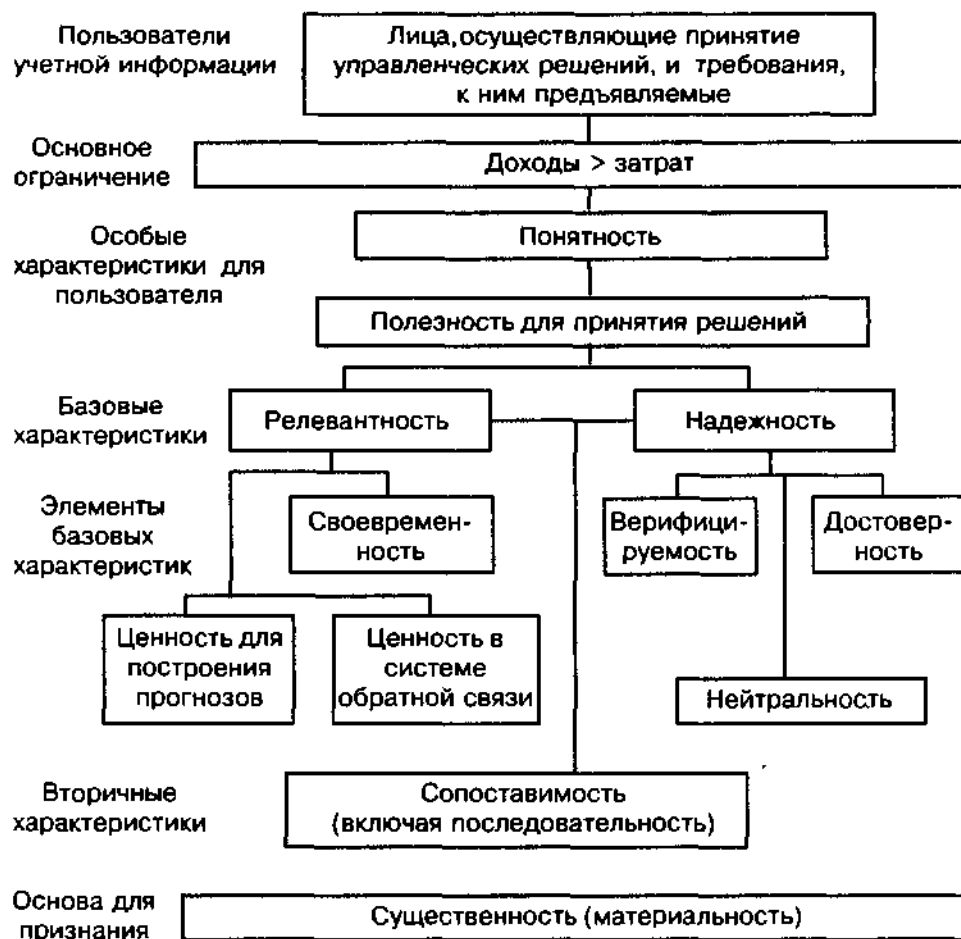 Пользователи
учетной информации
Лица, осуществляющие принятие
управленческих решений, и требования,
к ним предъявляемые
Основное
ограничение
Доходы > затрат
Особые
характеристики для
пользователя
Понятность
Полезность для принятия решений
Базовые
характеристики
Релевантность
Надежность
Элементы
базовых
характеристик
Своевремен-
ность
Верифици-
руемость
Достовер-
ность
Ценность для
построения
прогнозов
Ценность в
системе
обратной связи
Нейтральность
Вторичные
характеристики
Сопоставимость
(включая последовательность)
Основа для
признания
Существенность (материальность)